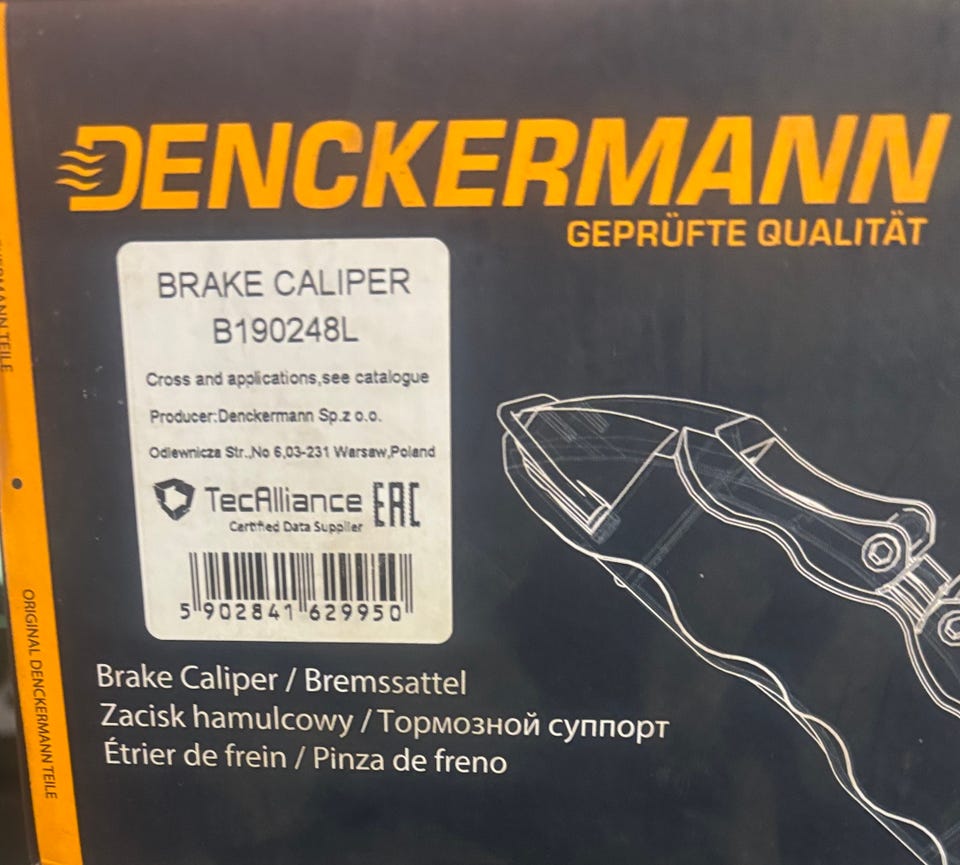 DENCKERMANN
GEPRÜFTE QUALITÄT
BRAKE CALIPER
B190248L
Cross and applications,see catalogue
Producer:Denckermann Sp.z o.o.
Odlewnicza Str.,No 6,03-231 Warsaw,Poland
TecAlliance
Certified Data Supplier
EAC
5 902841 629950
Brake Caliper / Bremssattel
Zacisk hamulcowy / Тормозной суппорт
Étrier de frein / Pinza de freno
ORIGINAL DENCKERMANN TEILE
TEILE